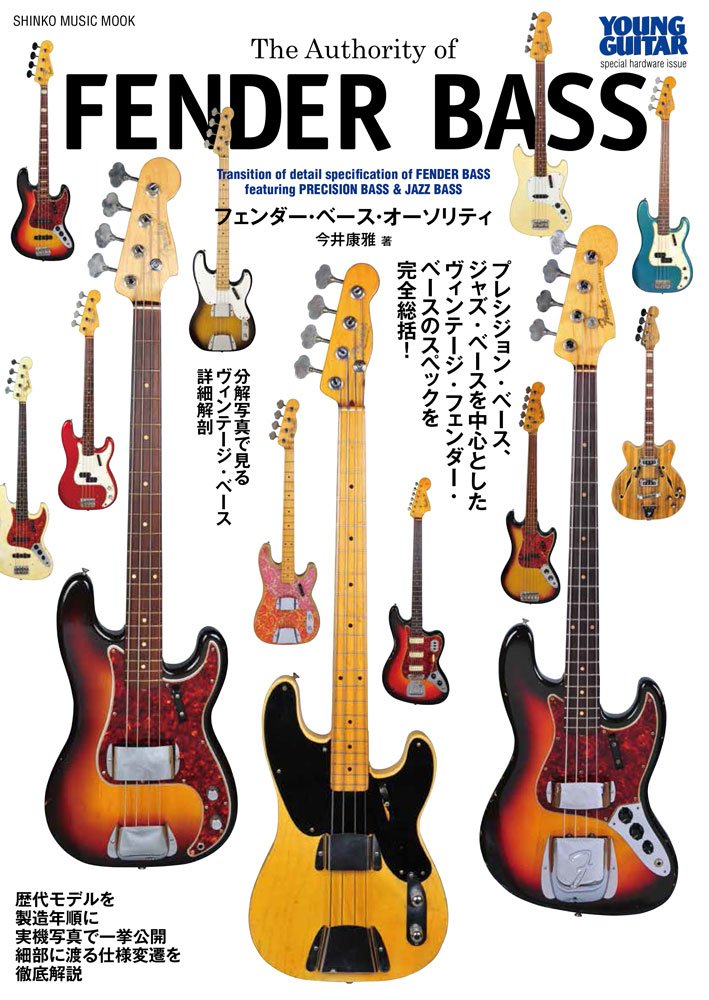 SHINKO MUSIC MOOK
YOUNG
GUITAR
special hardware issue
The Authority of
FENDER BASS
Transition of detail specification of FENDER BASS
featuring PRECISION BASS & JAZZ BASS
フェンダー・ベース・オーソリティ
今井康雅 著
プレシジョン・ベース、
ジャズ・ベースを中心とした
ヴィンテージ・フェンダー・
ベースのスペックを
完全総括！
分解写真で見る
ヴィンテージ・ベース
詳細解剖
歴代モデルを
製造年順に
実機写真で一挙公開
細部に渡る仕様変遷を
徹底解説